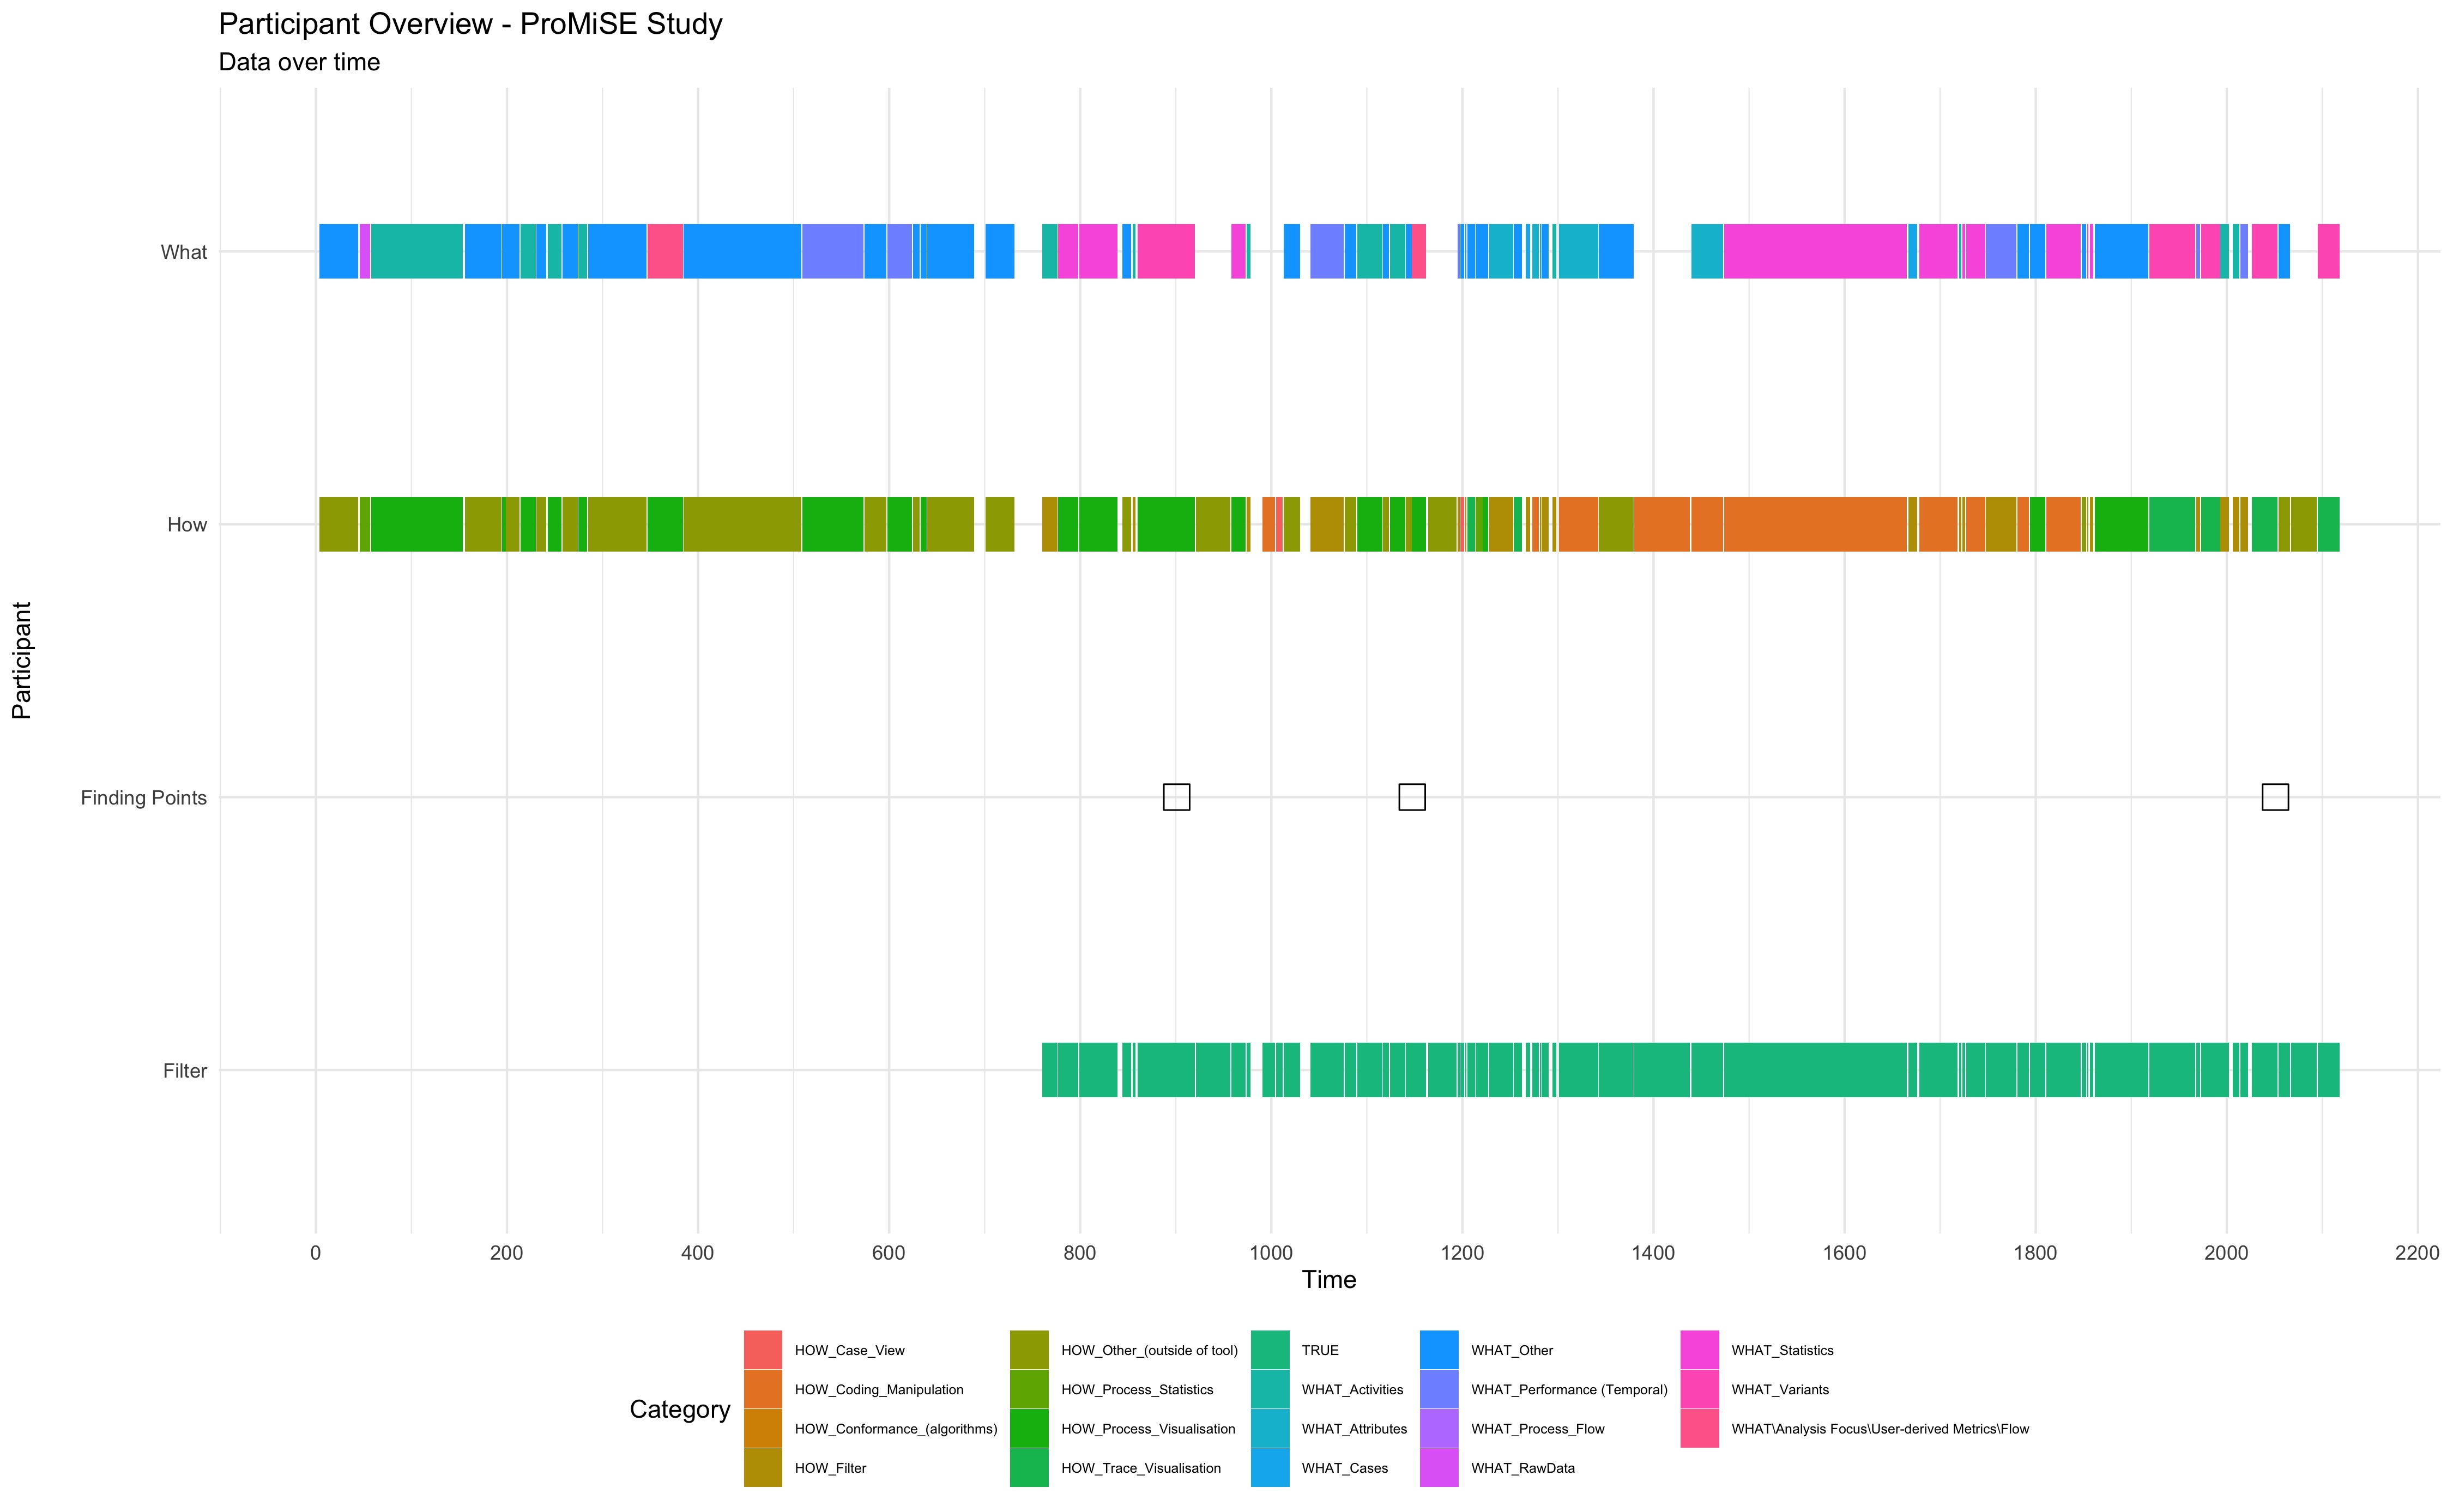 Participant Overview - ProMiSE Study
Data over time
What
How
Finding Points
Filter
Participant
0 200 400 600 800 1000 1200 1400 1600 1800 2000 2200
Time
Category
HOW_Case_View
HOW_Coding_Manipulation
HOW_Conformance_(algorithms)
HOW_Filter
HOW_Other_(outside of tool)
HOW_Process_Statistics
HOW_Process_Visualisation
HOW_Trace_Visualisation
TRUE
WHAT_Activities
WHAT_Attributes
WHAT_Cases
WHAT_Other
WHAT_Performance (Temporal)
WHAT_Process_Flow
WHAT_RawData
WHAT_Statistics
WHAT_Variants
WHAT\Analysis Focus\User-derived Metrics\Flow